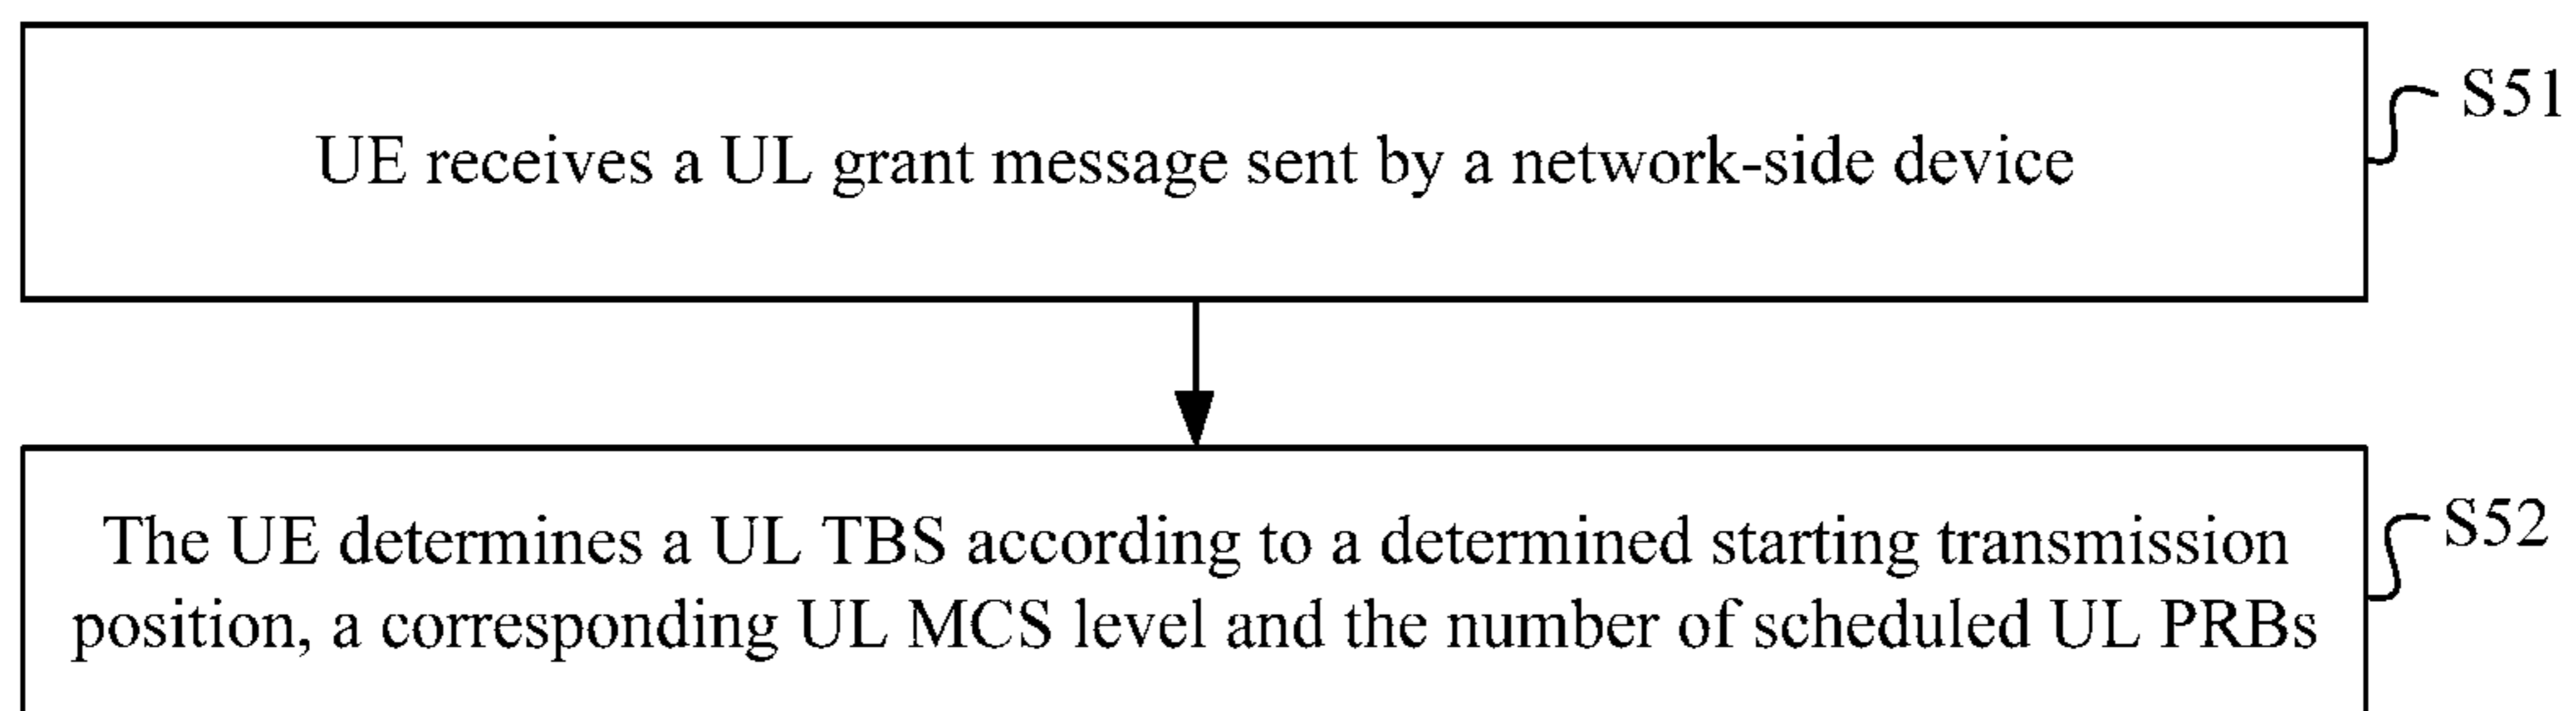 UE receives a UL grant message sent by a network-side device
S51
The UE determines a UL TBS according to a determined starting transmission
position, a corresponding UL MCS level and the number of scheduled UL PRBs
S52